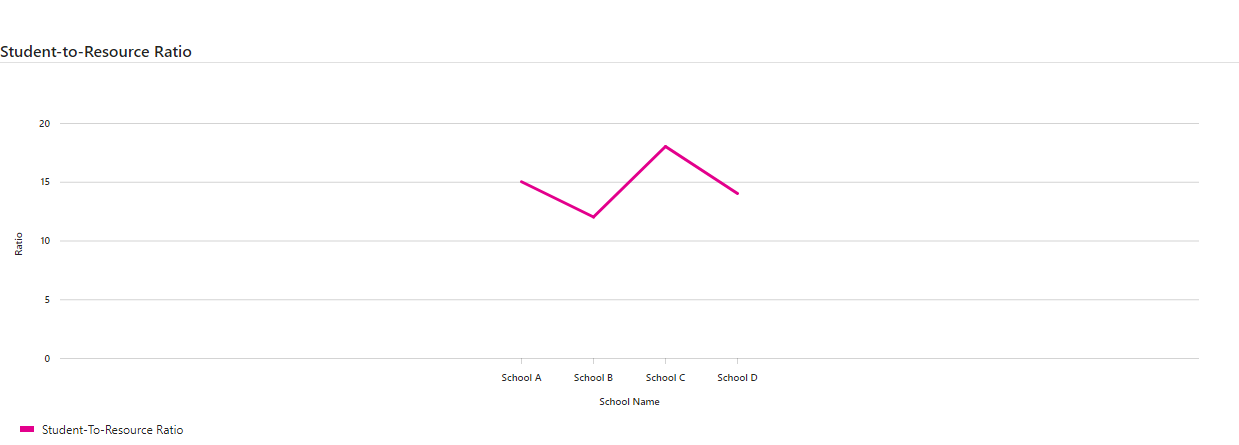 Student-to-Resource Ratio
20
15
10
5
0
Ratio
School A School B School C School D
School Name
Student-To-Resource Ratio